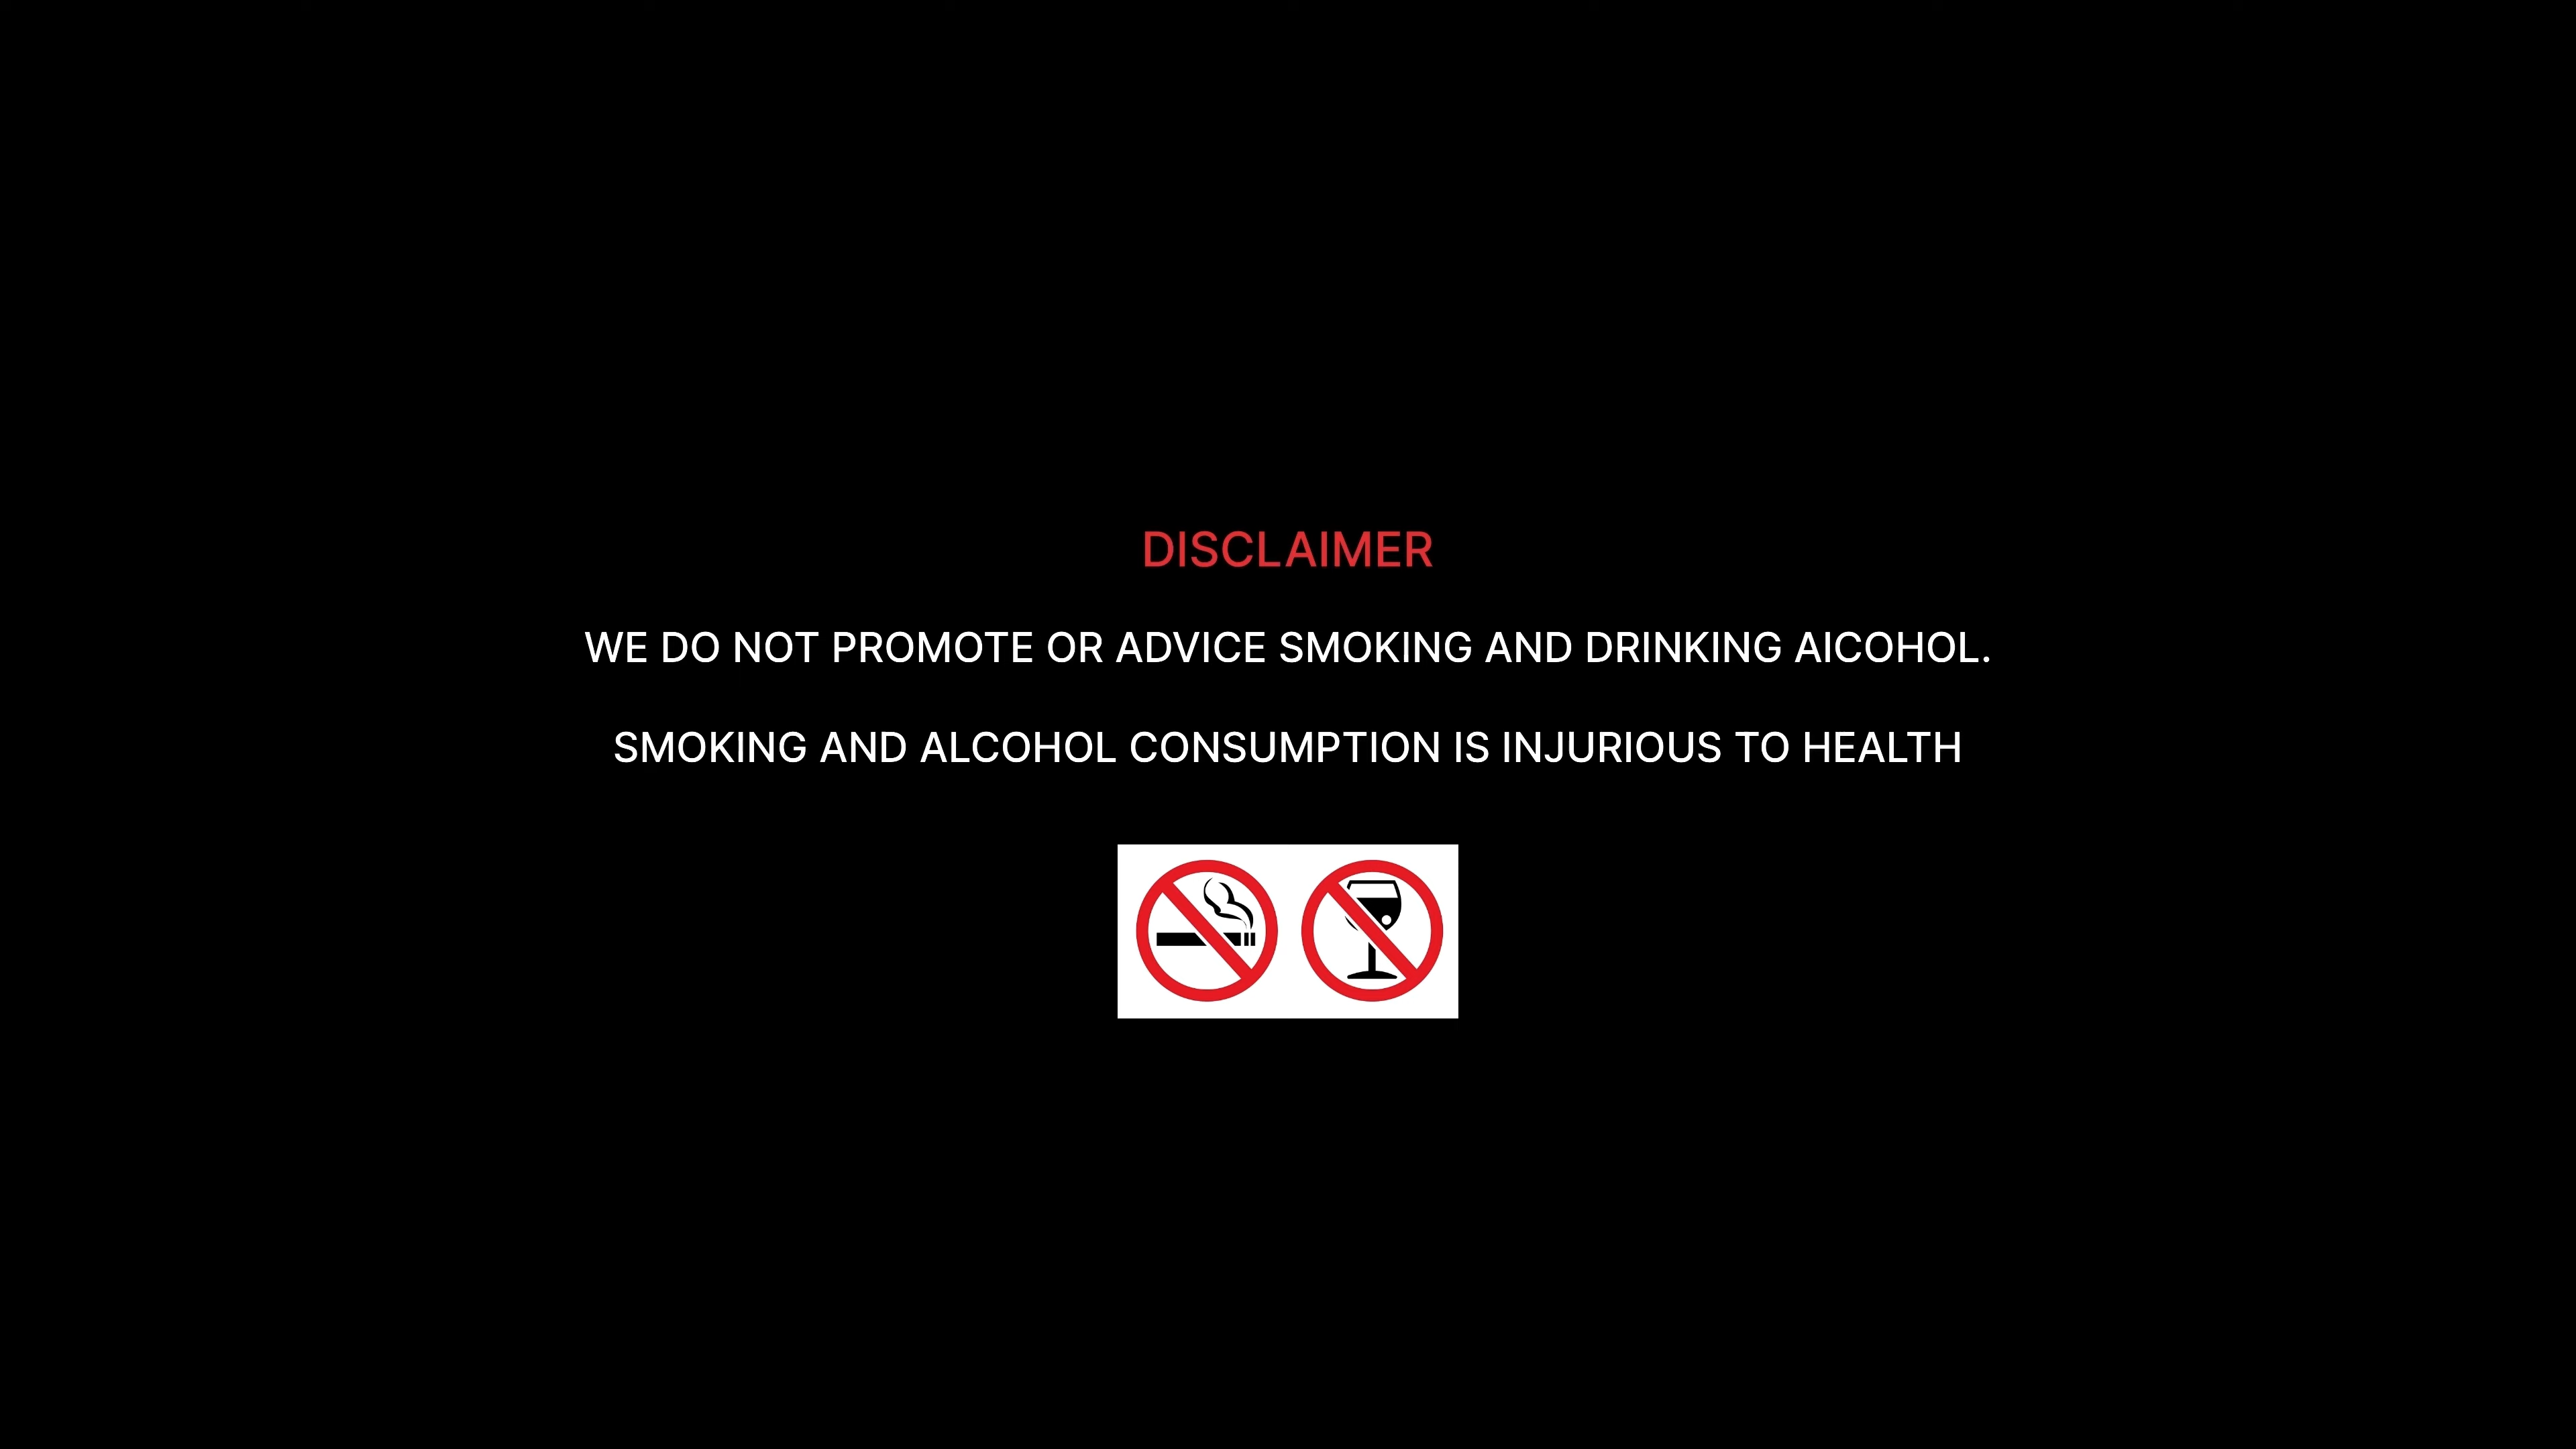 DISCLAIMER
WE DO NOT PROMOTE OR ADVICE SMOKING AND DRINKING AICOHOL.
SMOKING AND ALCOHOL CONSUMPTION IS INJURIOUS TO HEALTH